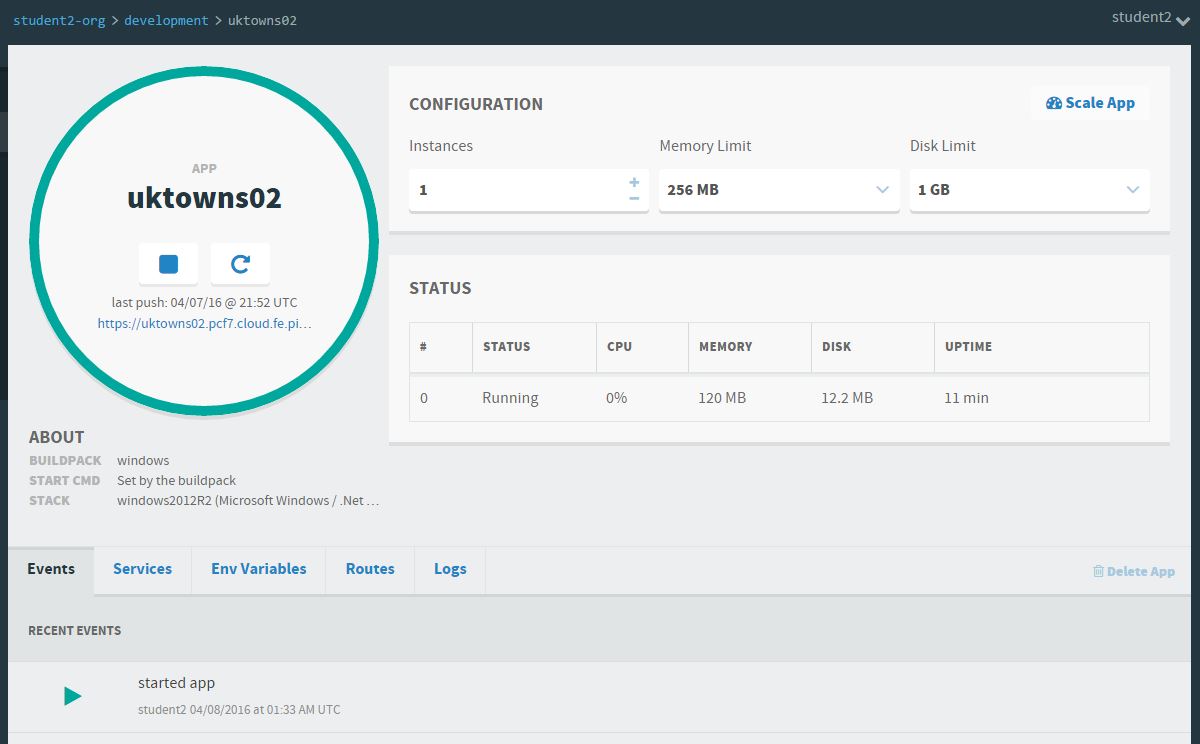 student2-org > development > uktowns02
student2
APP
uktowns02
last push: 04/07/16 @ 21:52 UTC
https://uktowns02.pcf7.cloud.fe.pi…
ABOUT
BUILDPACK windows
START CMD Set by the buildpack
STACK windows2012R2 (Microsoft Windows / .Net …
CONFIGURATION
Scale App
Instances Memory Limit Disk Limit
1 256 MB 1 GB
STATUS
# STATUS CPU MEMORY DISK UPTIME
0 Running 0% 120 MB 12.2 MB 11 min
Events Services Env Variables Routes Logs Delete App
RECENT EVENTS
started app
student2 04/08/2016 at 01:33 AM UTC